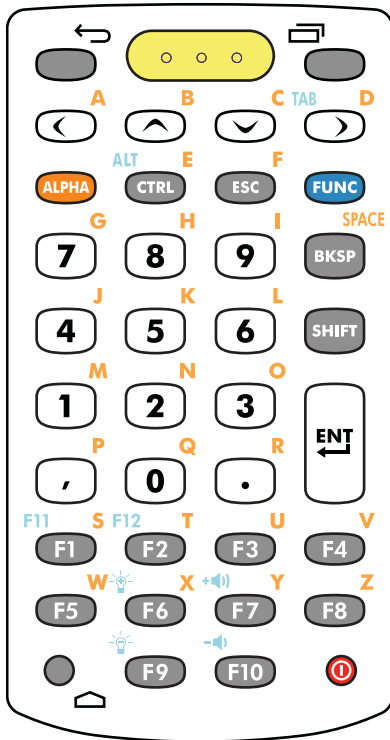 A B C TAB D
ALT E F
ALPHA CTRL ESC FUNC
G H I SPACE
7 8 9 BKSP
J K L
4 5 6 SHIFT
M N O
1 2 3 ENT
P Q R
, 0 .
F11 S F12 T U V
F1 F2 F3 F4
W X + Y Z
F5 F6 F7 F8
-
F9 F10